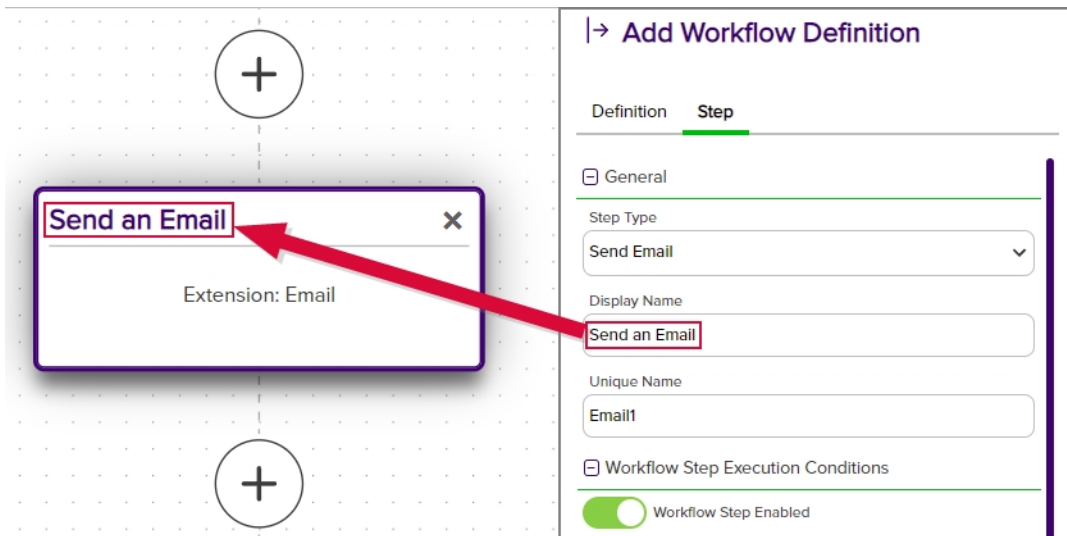 Send an Email
Extension: Email
Add Workflow Definition
Definition Step
General
Step Type
Send Email
Display Name
Send an Email
Unique Name
Email1
Workflow Step Execution Conditions
Workflow Step Enabled